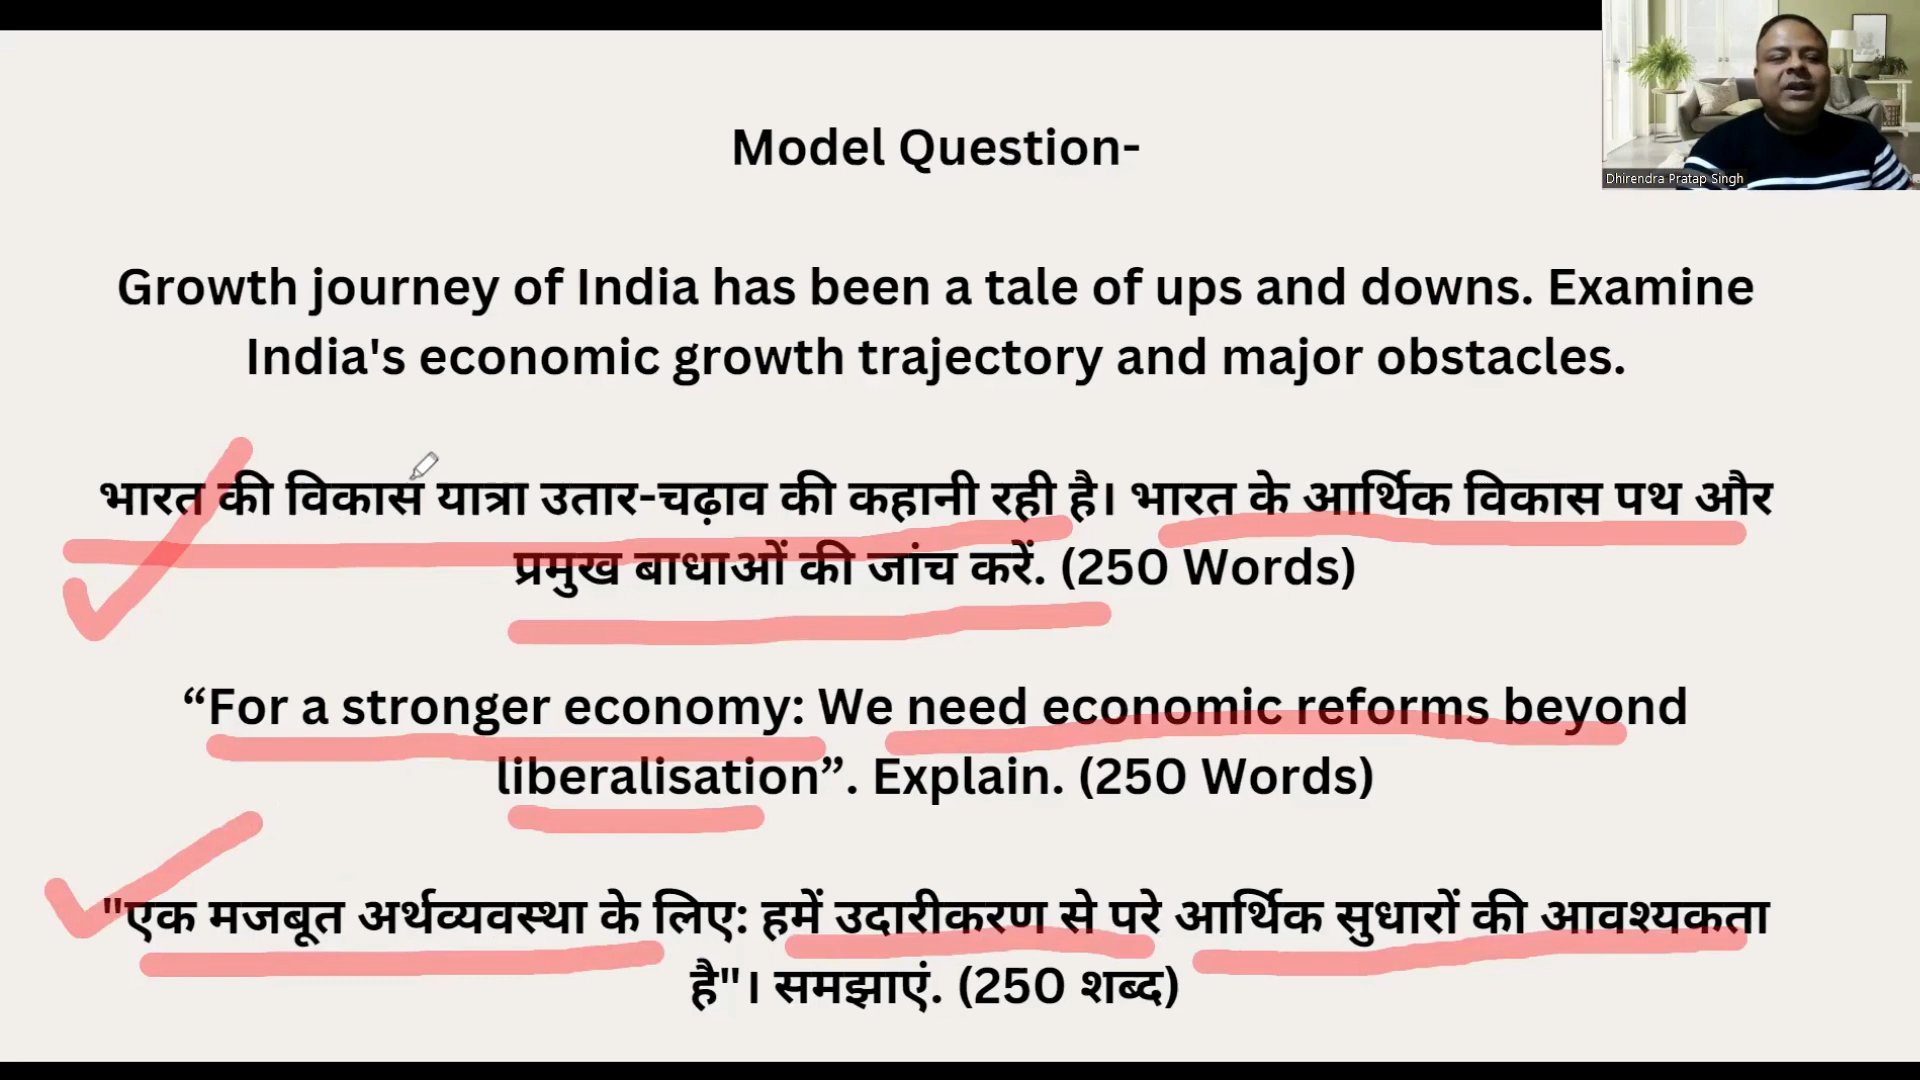 Dhirendra Pratap Singh
Model Question-
Growth journey of India has been a tale of ups and downs. Examine
India's economic growth trajectory and major obstacles.
भारत की विकास यात्रा उतार-चढ़ाव की कहानी रही है। भारत के आर्थिक विकास पथ और
प्रमुख बाधाओं की जांच करें. (250 Words)
“For a stronger economy: We need economic reforms beyond
liberalisation”. Explain. (250 Words)
"एक मजबूत अर्थव्यवस्था के लिए: हमें उदारीकरण से परे आर्थिक सुधारों की आवश्यकता
है"। समझाएं. (250 शब्द)